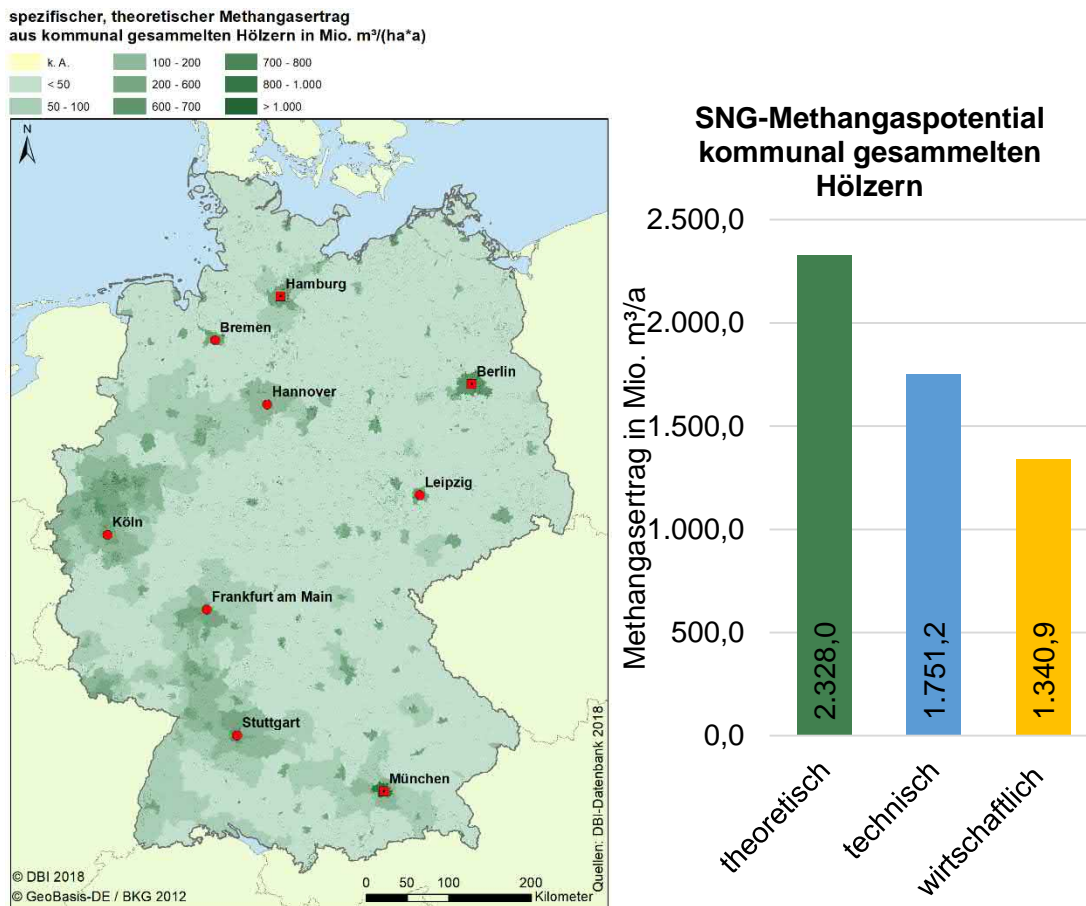 spezifischer, theoretischer Methangasertrag
aus kommunal gesammelten Hölzern in Mio. m³/(ha*a)
k. A.
< 50
50 - 100
100 - 200
200 - 600
600 - 700
700 - 800
800 - 1.000
> 1.000
N
Hamburg
Bremen
Berlin
Hannover
Leipzig
Köln
Frankfurt am Main
Stuttgart
München
© DBI 2018
© GeoBasis-DE / BKG 2012
0 50 100 200
Kilometer
Quellen: DBI-Datenbank 2018
SNG-Methangaspotential
kommunal gesammelten
Hölzern
Methangasertrag in Mio. m³/a
2.500,0
2.000,0
1.500,0
1.000,0
500,0
0,0
2.328,0
1.751,2
1.340,9
theoretisch
technisch
wirtschaftlich